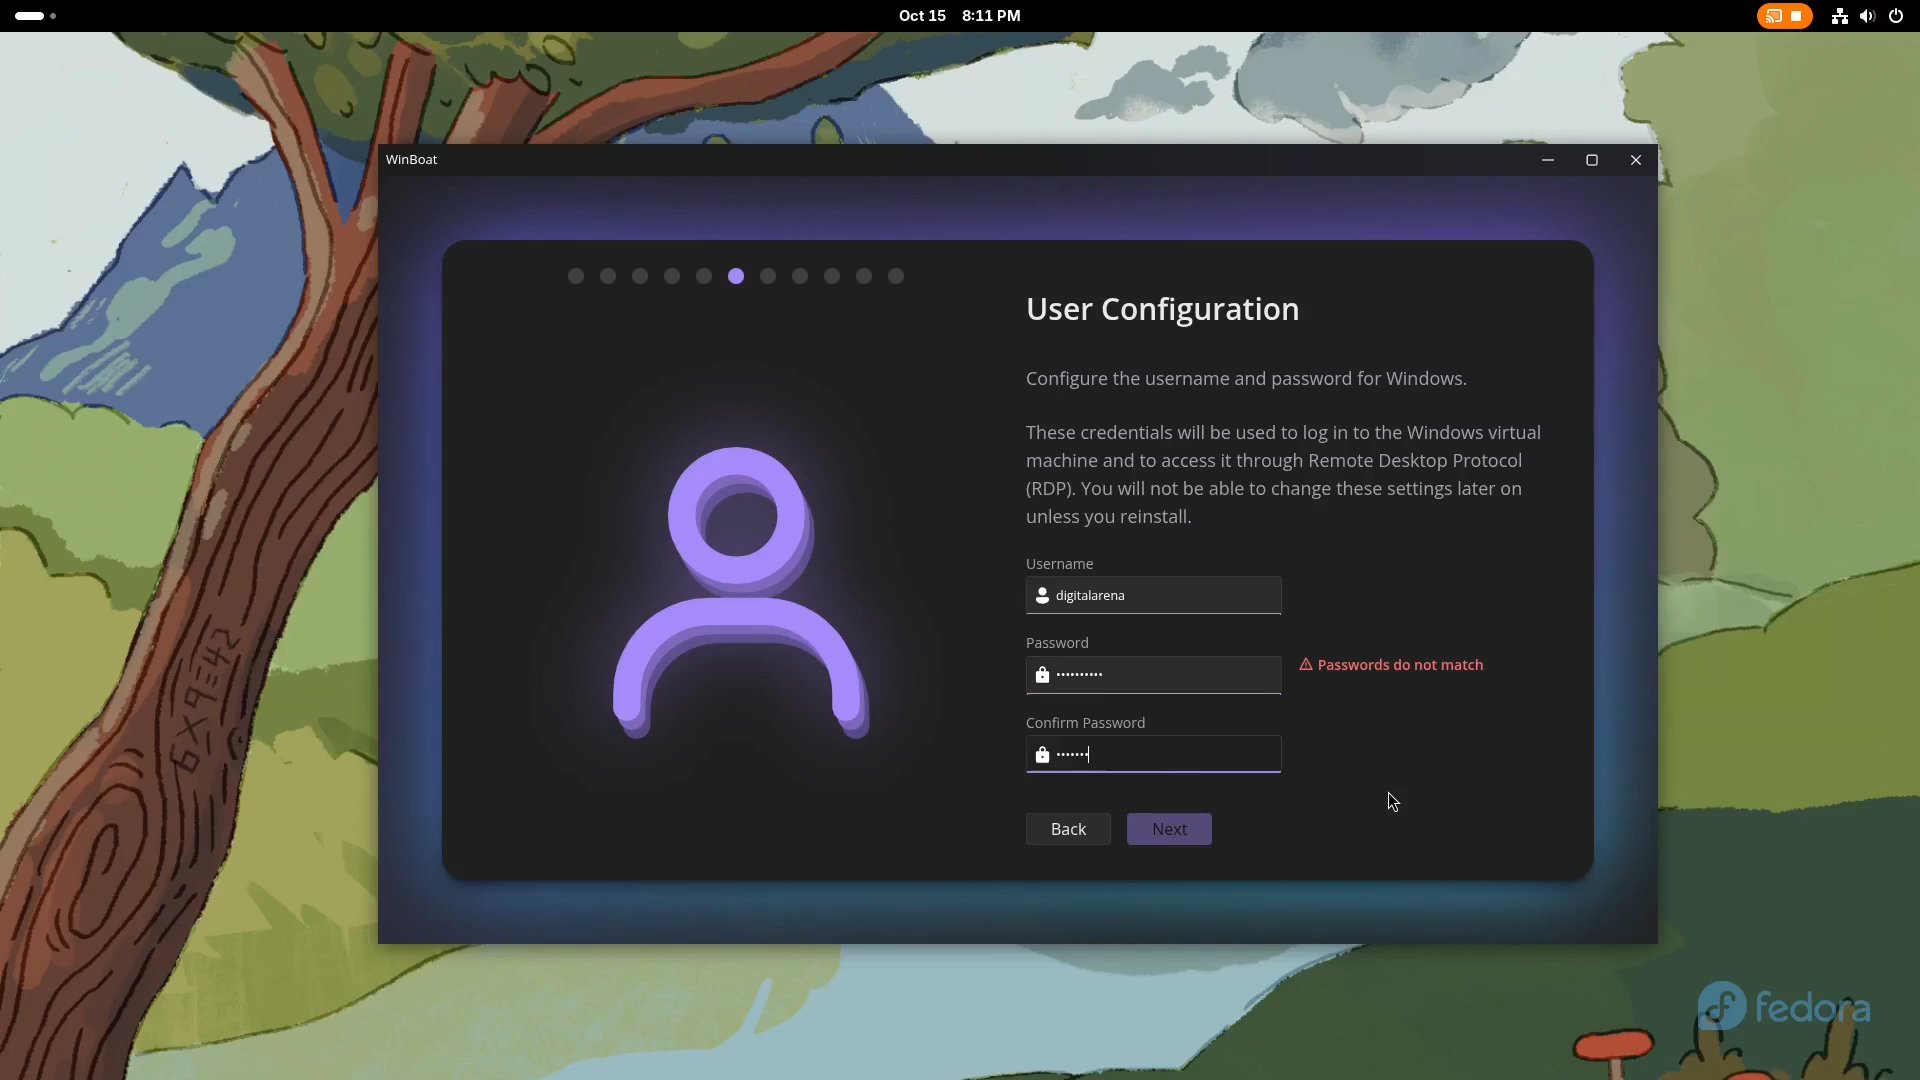 Oct 15 8:11 PM
WinBoat
User Configuration
Configure the username and password for Windows.
These credentials will be used to log in to the Windows virtual
machine and to access it through Remote Desktop Protocol
(RDP). You will not be able to change these settings later on
unless you reinstall.
Username
digitalarena
Password
••••••••••
Passwords do not match
Confirm Password
•••••••
Back Next
6×9=42
fedora